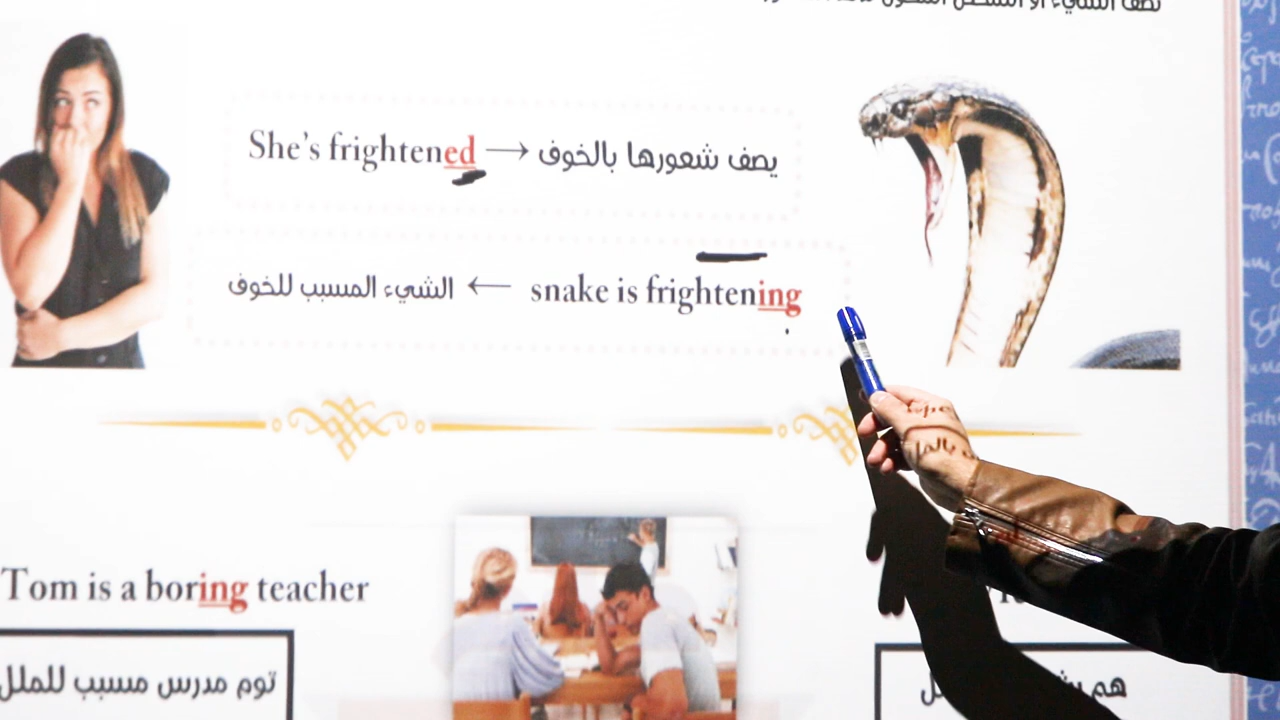 She's frightened → يصف شعورها بالخوف
snake is frightening ← الشيء المسبب للخوف
Tom is a boring teacher
توم مدرس مسبب للملل
هم